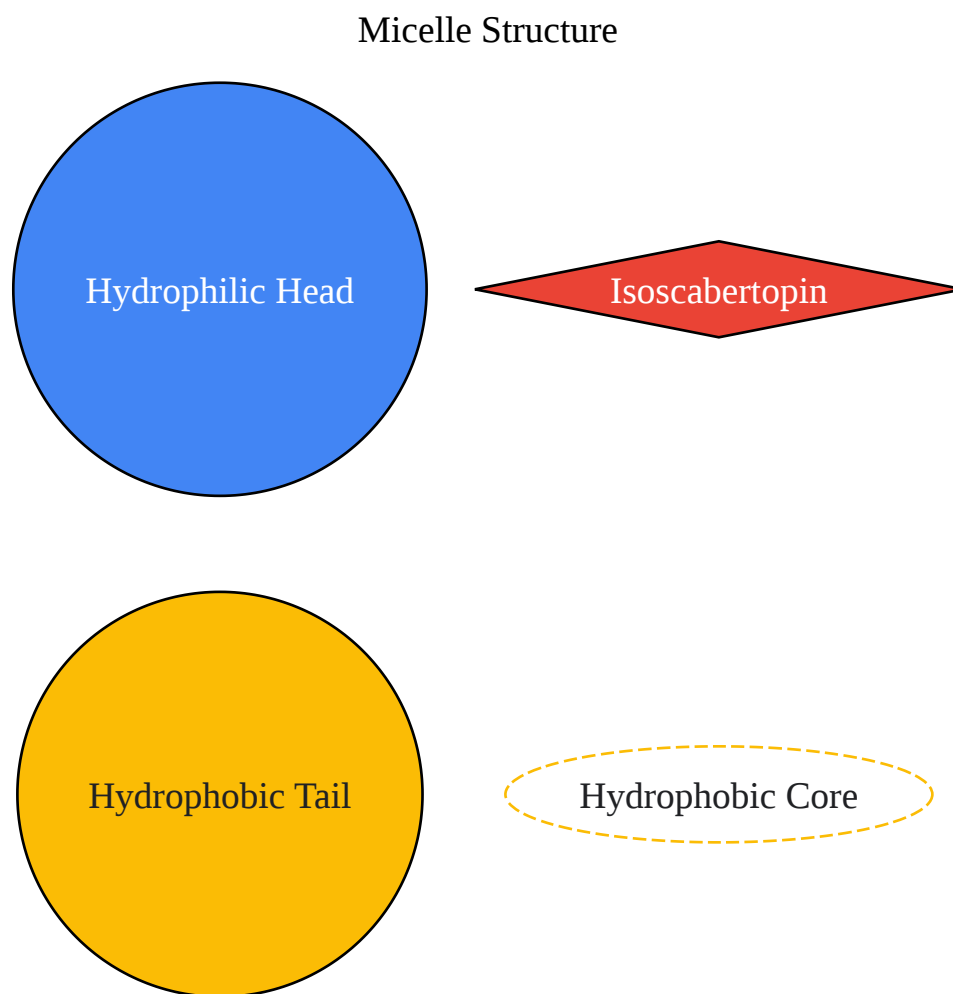 Micelle Structure
Hydrophilic Head
Isoscabertopin
Hydrophobic Tail
Hydrophobic Core